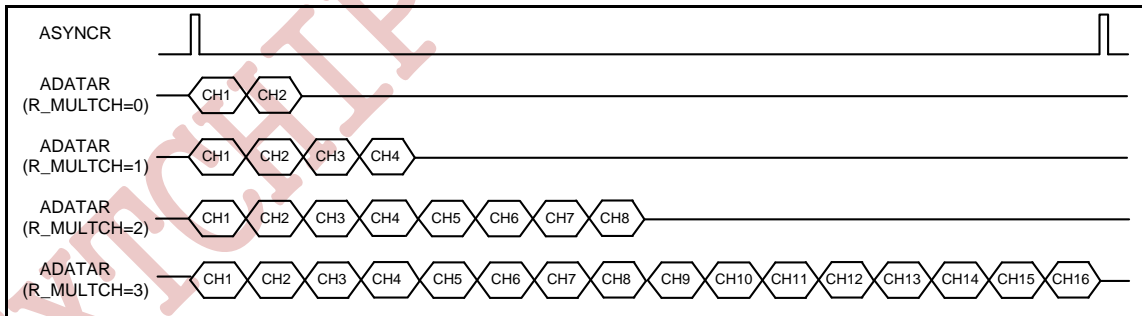 ASYNCR
ADATAR
(R_MULTCH=0)
CH1 CH2
ADATAR
(R_MULTCH=1)
CH1 CH2 CH3 CH4
ADATAR
(R_MULTCH=2)
CH1 CH2 CH3 CH4 CH5 CH6 CH7 CH8
ADATAR
(R_MULTCH=3)
CH1 CH2 CH3 CH4 CH5 CH6 CH7 CH8 CH9 CH10 CH11 CH12 CH13 CH14 CH15 CH16
YTCHIP